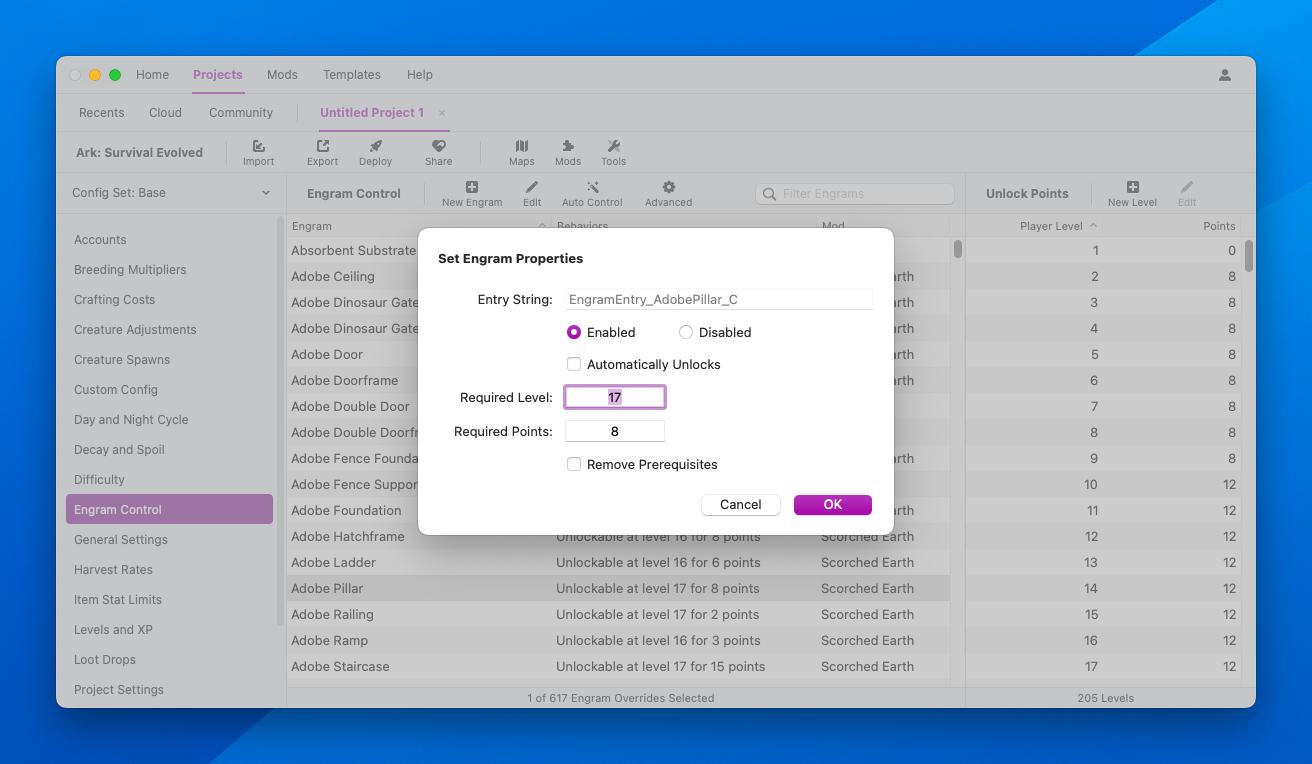 Home Projects Mods Templates Help
Recents Cloud Community Untitled Project 1 ×
Ark: Survival Evolved Import Export Deploy Share Maps Mods Tools
Config Set: Base
Engram Control New Engram Edit Auto Control Advanced Filter Engrams
Unlock Points New Level Edit
Accounts
Breeding Multipliers
Crafting Costs
Creature Adjustments
Creature Spawns
Custom Config
Day and Night Cycle
Decay and Spoil
Difficulty
Engram Control
General Settings
Harvest Rates
Item Stat Limits
Levels and XP
Loot Drops
Project Settings
Engram Behaviors Mod
Absorbent Substrate
Adobe Ceiling arth
Adobe Dinosaur Gate arth
Adobe Dinosaur Gate arth
Adobe Door arth
Adobe Doorframe arth
Adobe Double Door
Adobe Double Doorfr arth
Adobe Fence Founda arth
Adobe Fence Suppor
Adobe Foundation arth
Adobe Hatchframe Unlockable at level 16 for 8 points Scorched Earth
Adobe Ladder Unlockable at level 16 for 6 points Scorched Earth
Adobe Pillar Unlockable at level 17 for 8 points Scorched Earth
Adobe Railing Unlockable at level 17 for 2 points Scorched Earth
Adobe Ramp Unlockable at level 16 for 3 points Scorched Earth
Adobe Staircase Unlockable at level 17 for 15 points Scorched Earth
1 of 617 Engram Overrides Selected
Set Engram Properties
Entry String: EngramEntry_AdobePillar_C
Enabled Disabled
Automatically Unlocks
Required Level: 17
Required Points: 8
Remove Prerequisites
Cancel OK
Player Level Points
1 0
2 8
3 8
4 8
5 8
6 8
7 8
8 8
9 8
10 12
11 12
12 12
13 12
14 12
15 12
16 12
17 12
205 Levels